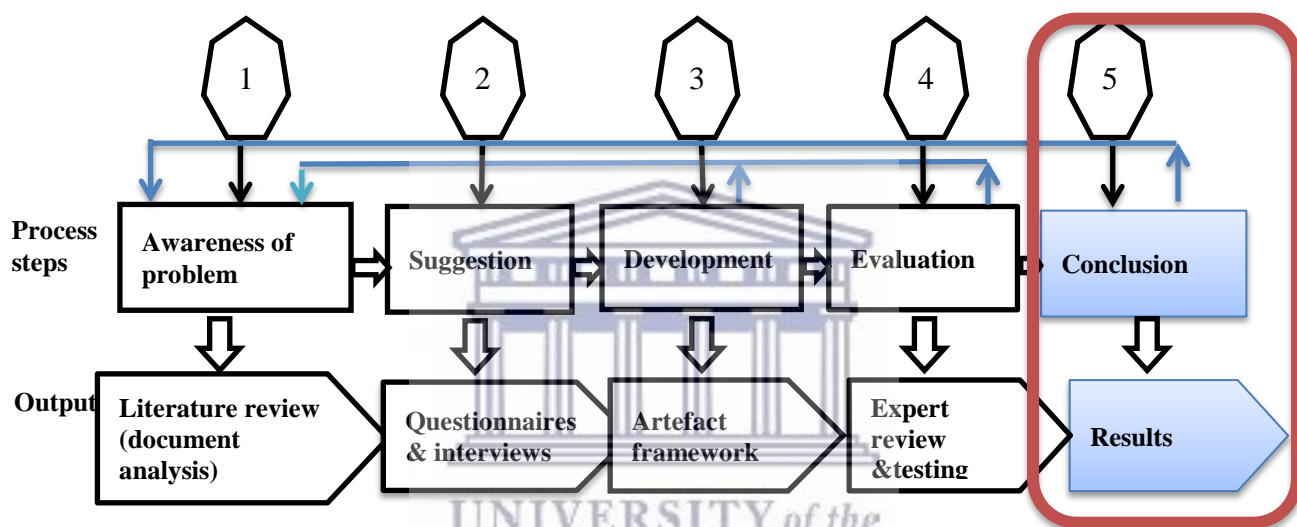 1
2
3
4
5
Process
steps
Awareness of
problem
Suggestion
Development
Evaluation
Conclusion
Output
Literature review
(document
analysis)
Questionnaires
& interviews
Artefact
framework
Expert
review
&testing
Results
UNIVERSITY of the